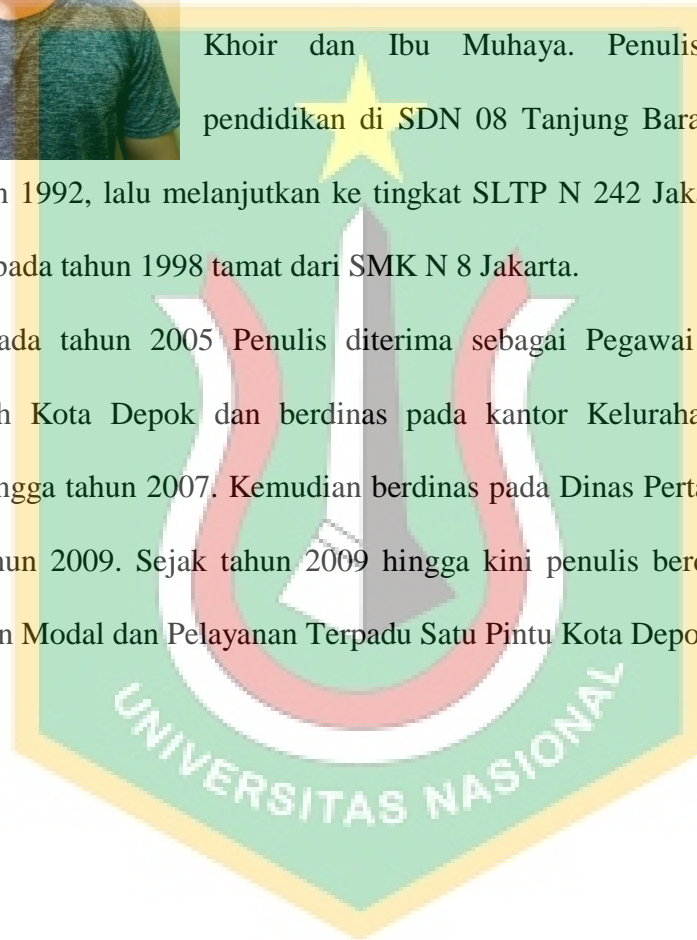 Khoir dan Ibu Muhaya. Penulis
pendidikan di SDN 08 Tanjung Bara
n 1992, lalu melanjutkan ke tingkat SLTP N 242 Jak
pada tahun 1998 tamat dari SMK N 8 Jakarta.
ada tahun 2005 Penulis diterima sebagai Pegawai
h Kota Depok dan berdinas pada kantor Keluraha
ngga tahun 2007. Kemudian berdinas pada Dinas Perta
hun 2009. Sejak tahun 2009 hingga kini penulis ber
n Modal dan Pelayanan Terpadu Satu Pintu Kota Depo
UNIVERSITAS NASIONAL